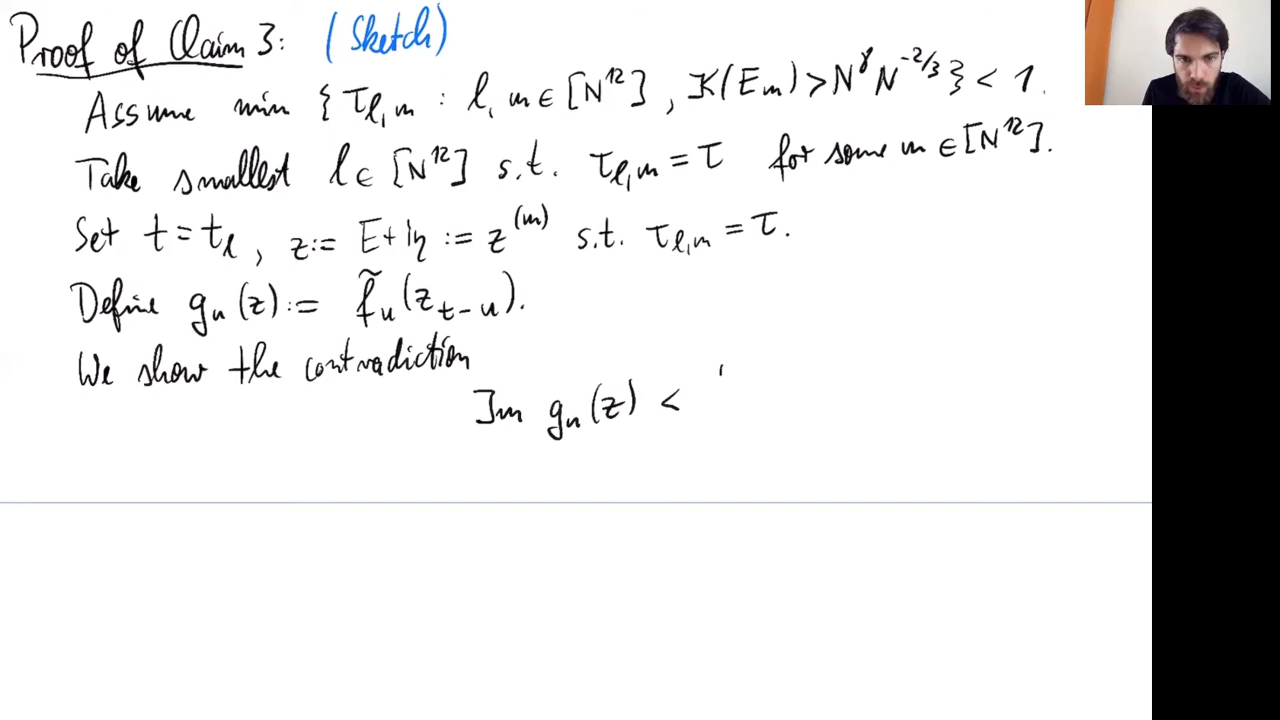 Proof of Claim 3: (Sketch)
Assume min { τ_{l,m} : l, m ∈ [N^{12}], κ(E_m) > N^γ N^{-2/3} } < 1.
Take smallest l ∈ [N^{12}] s.t. τ_{l,m} = τ for some m ∈ [N^{12}].
Set t = t_l, z := E + iη := z^{(m)} s.t. τ_{l,m} = τ.
Define g_u(z) := f̃_u(z_{t-u}).
We show the contradiction
Im g_u(z) <